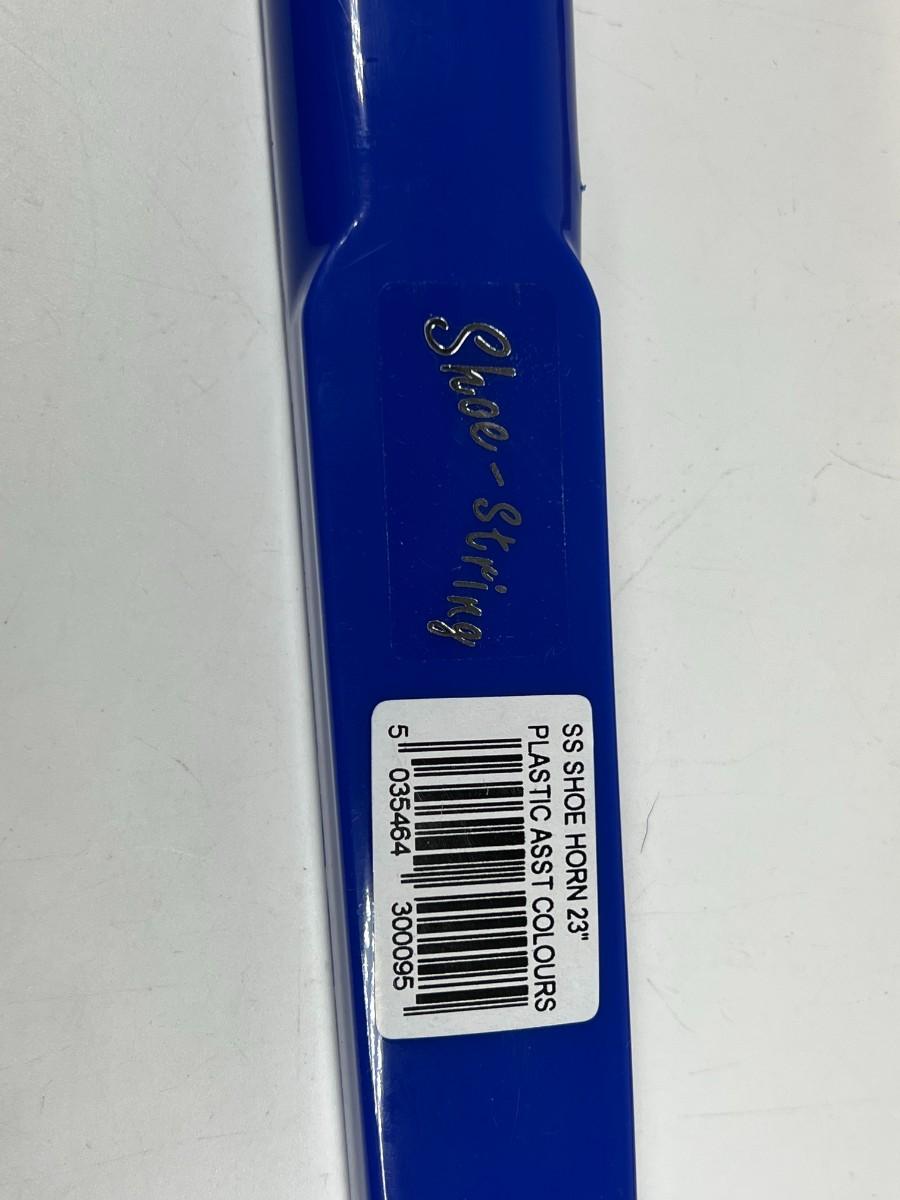 Shoe-String
SS SHOE HORN 23"
PLASTIC ASST COLOURS
5 035464 300095